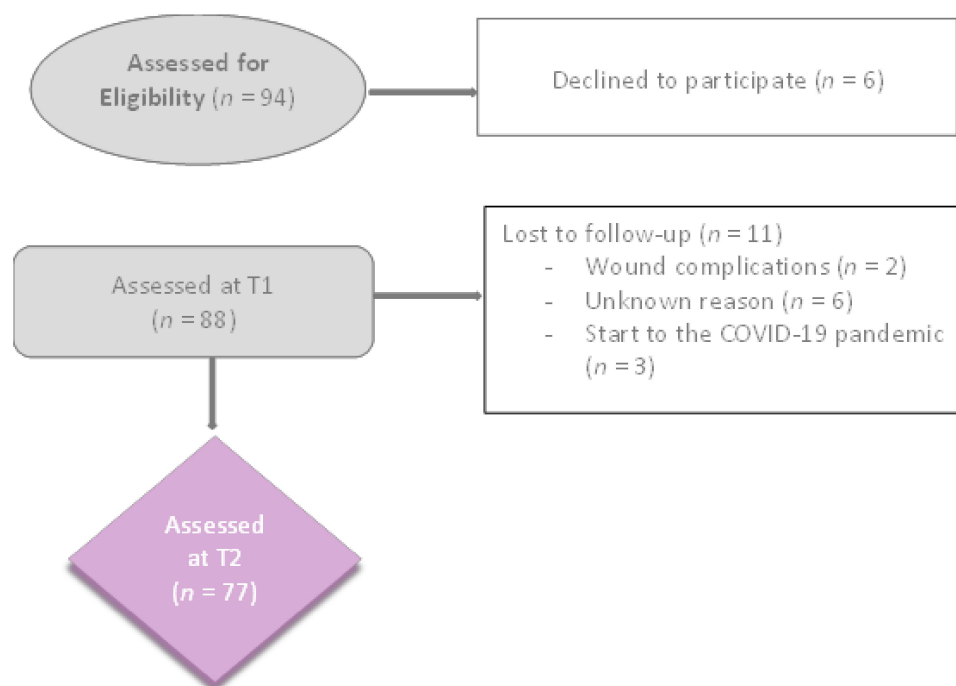 Assessed for
Eligibility (n = 94)
Declined to participate (n = 6)
Assessed at T1
(n = 88)
Lost to follow-up (n = 11)
- Wound complications (n = 2)
- Unknown reason (n = 6)
- Start to the COVID-19 pandemic
(n = 3)
Assessed
at T2
(n = 77)